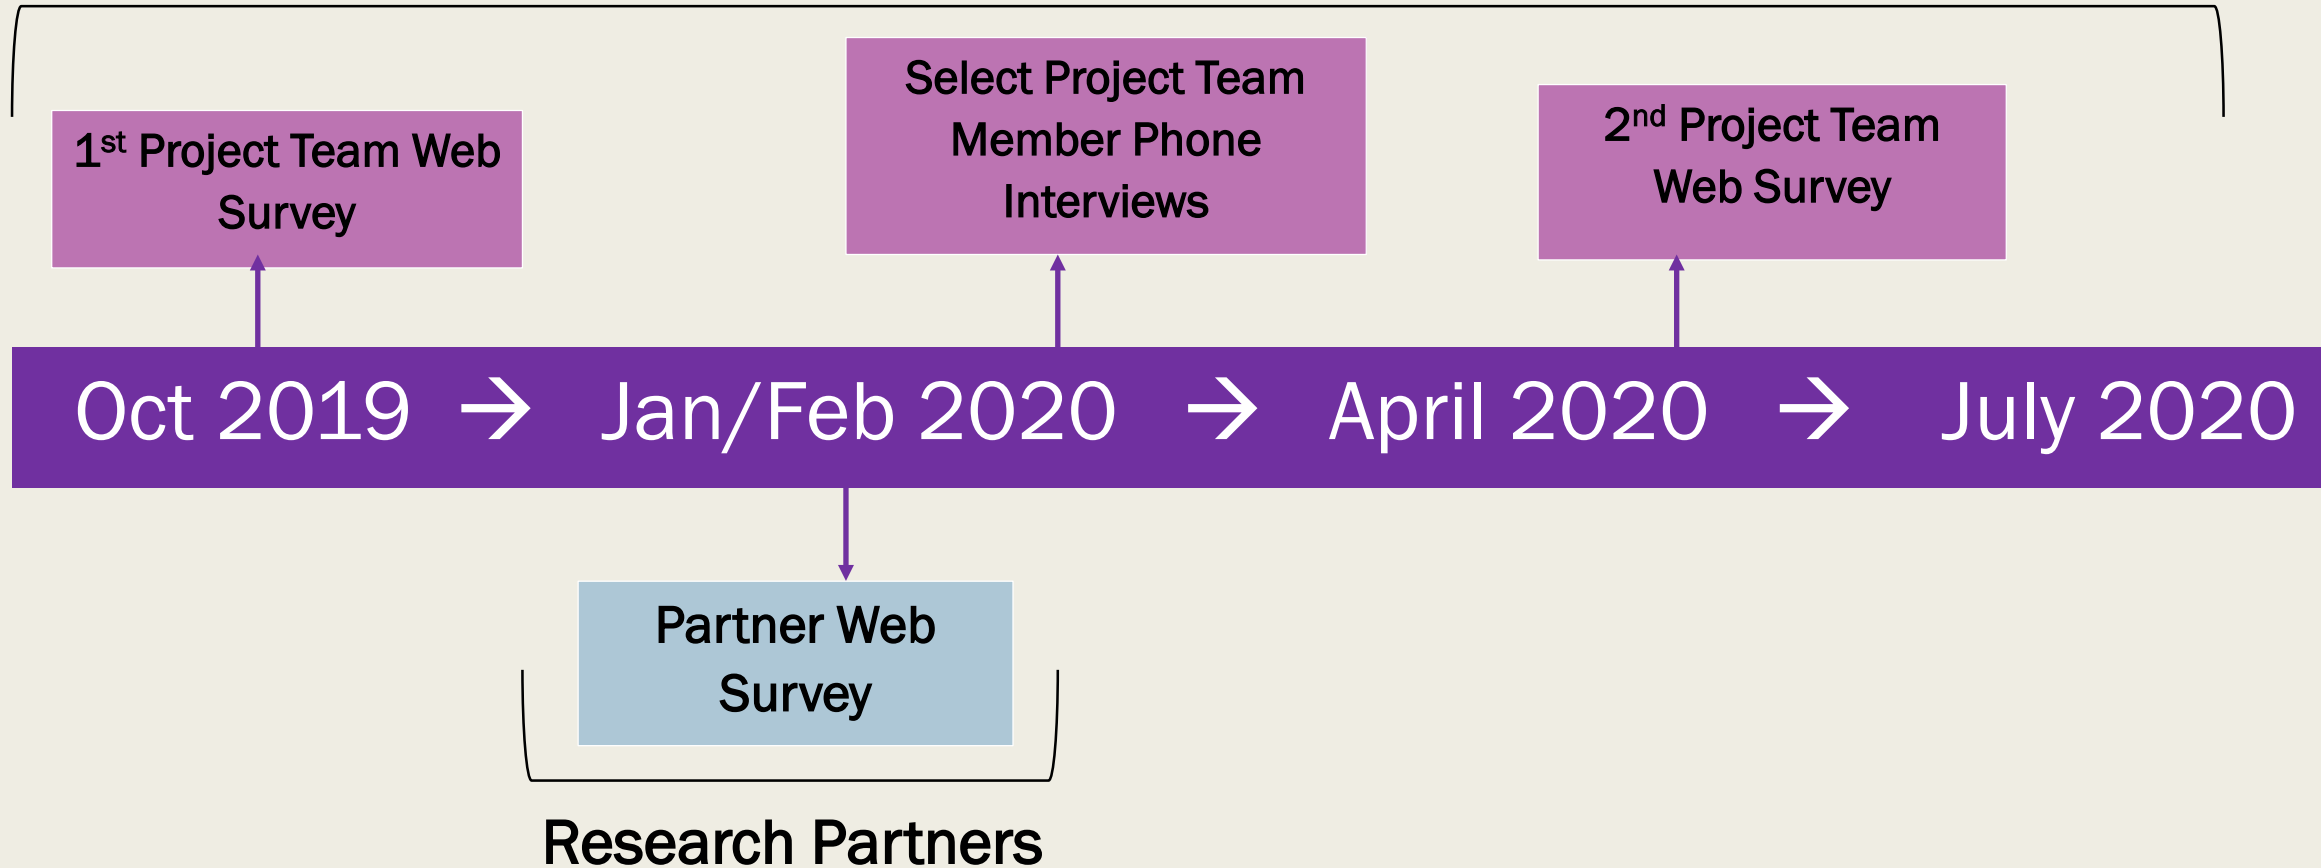 1st Project Team Web
Survey
Select Project Team
Member Phone
Interviews
2nd Project Team
Web Survey
Oct 2019 → Jan/Feb 2020 → April 2020 → July 2020
Partner Web
Survey
Research Partners